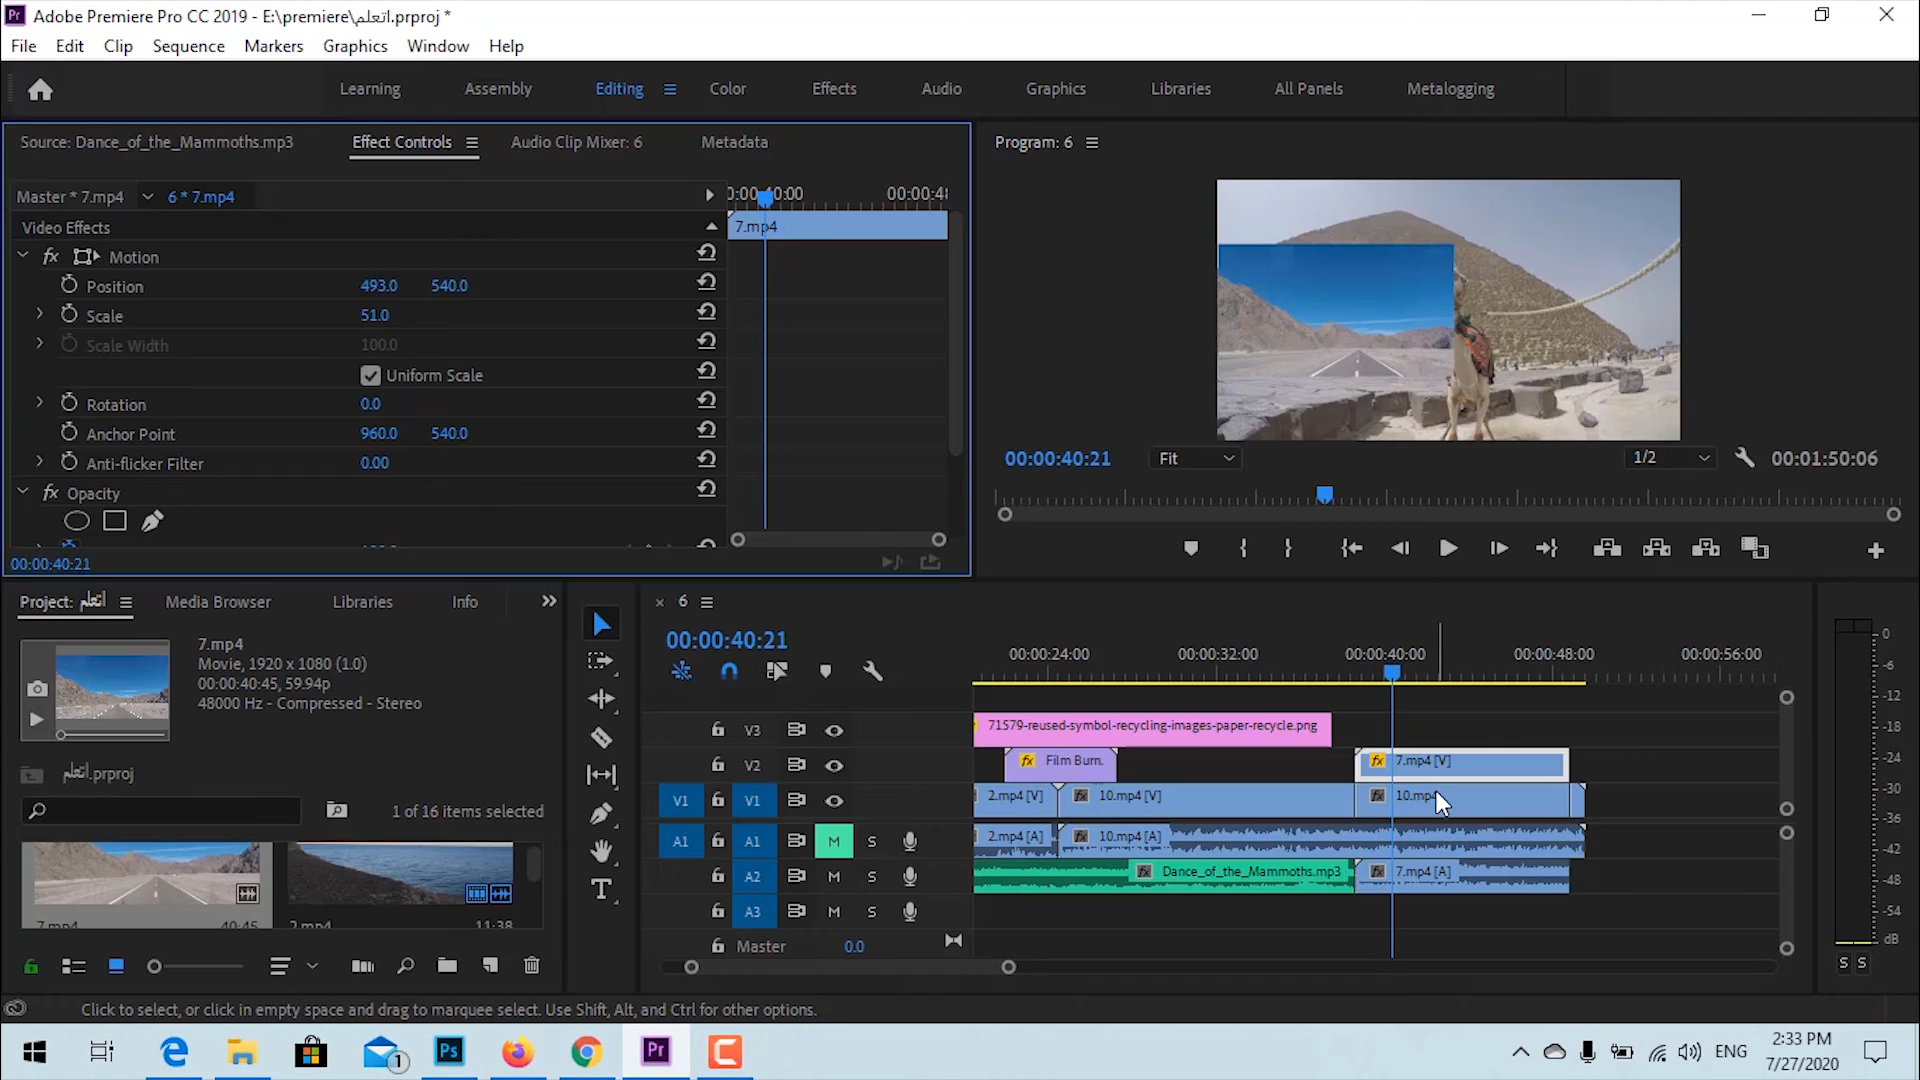 Adobe Premiere Pro CC 2019 - E:\premiere\اتعلم.prproj *
File Edit Clip Sequence Markers Graphics Window Help
Learning Assembly Editing Color Effects Audio Graphics Libraries All Panels Metalogging
Source: Dance_of_the_Mammoths.mp3 Effect Controls Audio Clip Mixer: 6 Metadata
Program: 6
Master * 7.mp4 6 * 7.mp4
Video Effects
7.mp4
fx Motion
Position 493.0 540.0
Scale 51.0
Scale Width 100.0
Uniform Scale
Rotation 0.0
Anchor Point 960.0 540.0
Anti-flicker Filter 0.00
fx Opacity
00:00:40:21
00:00:40:21 Fit 1/2 00:01:50:06
Project: اتعلم Media Browser Libraries Info
7.mp4
Movie, 1920 x 1080 (1.0)
00:00:40:45, 59.94p
48000 Hz - Compressed - Stereo
اتعلم.prproj
1 of 16 items selected
7.mp4 40:45 2.mp4 11:38
6
00:00:40:21
00:00:24:00 00:00:32:00 00:00:40:00 00:00:48:00 00:00:56:00
V3 71579-reused-symbol-recycling-images-paper-recycle.png
V2 fx Film Burn. fx 7.mp4 [V]
V1 V1 2.mp4 [V] fx 10.mp4 [V] fx 10.mp4
A1 A1 M S 2.mp4 [A] fx 10.mp4 [A]
A2 M S fx Dance_of_the_Mammoths.mp3 fx 7.mp4 [A]
A3 M S
Master 0.0
0
-6
-12
-18
-24
-30
-36
-42
-48
-54
dB
S S
Click to select, or click in empty space and drag to marquee select. Use Shift, Alt, and Ctrl for other options.
1 Ps Pr ENG
2:33 PM
7/27/2020